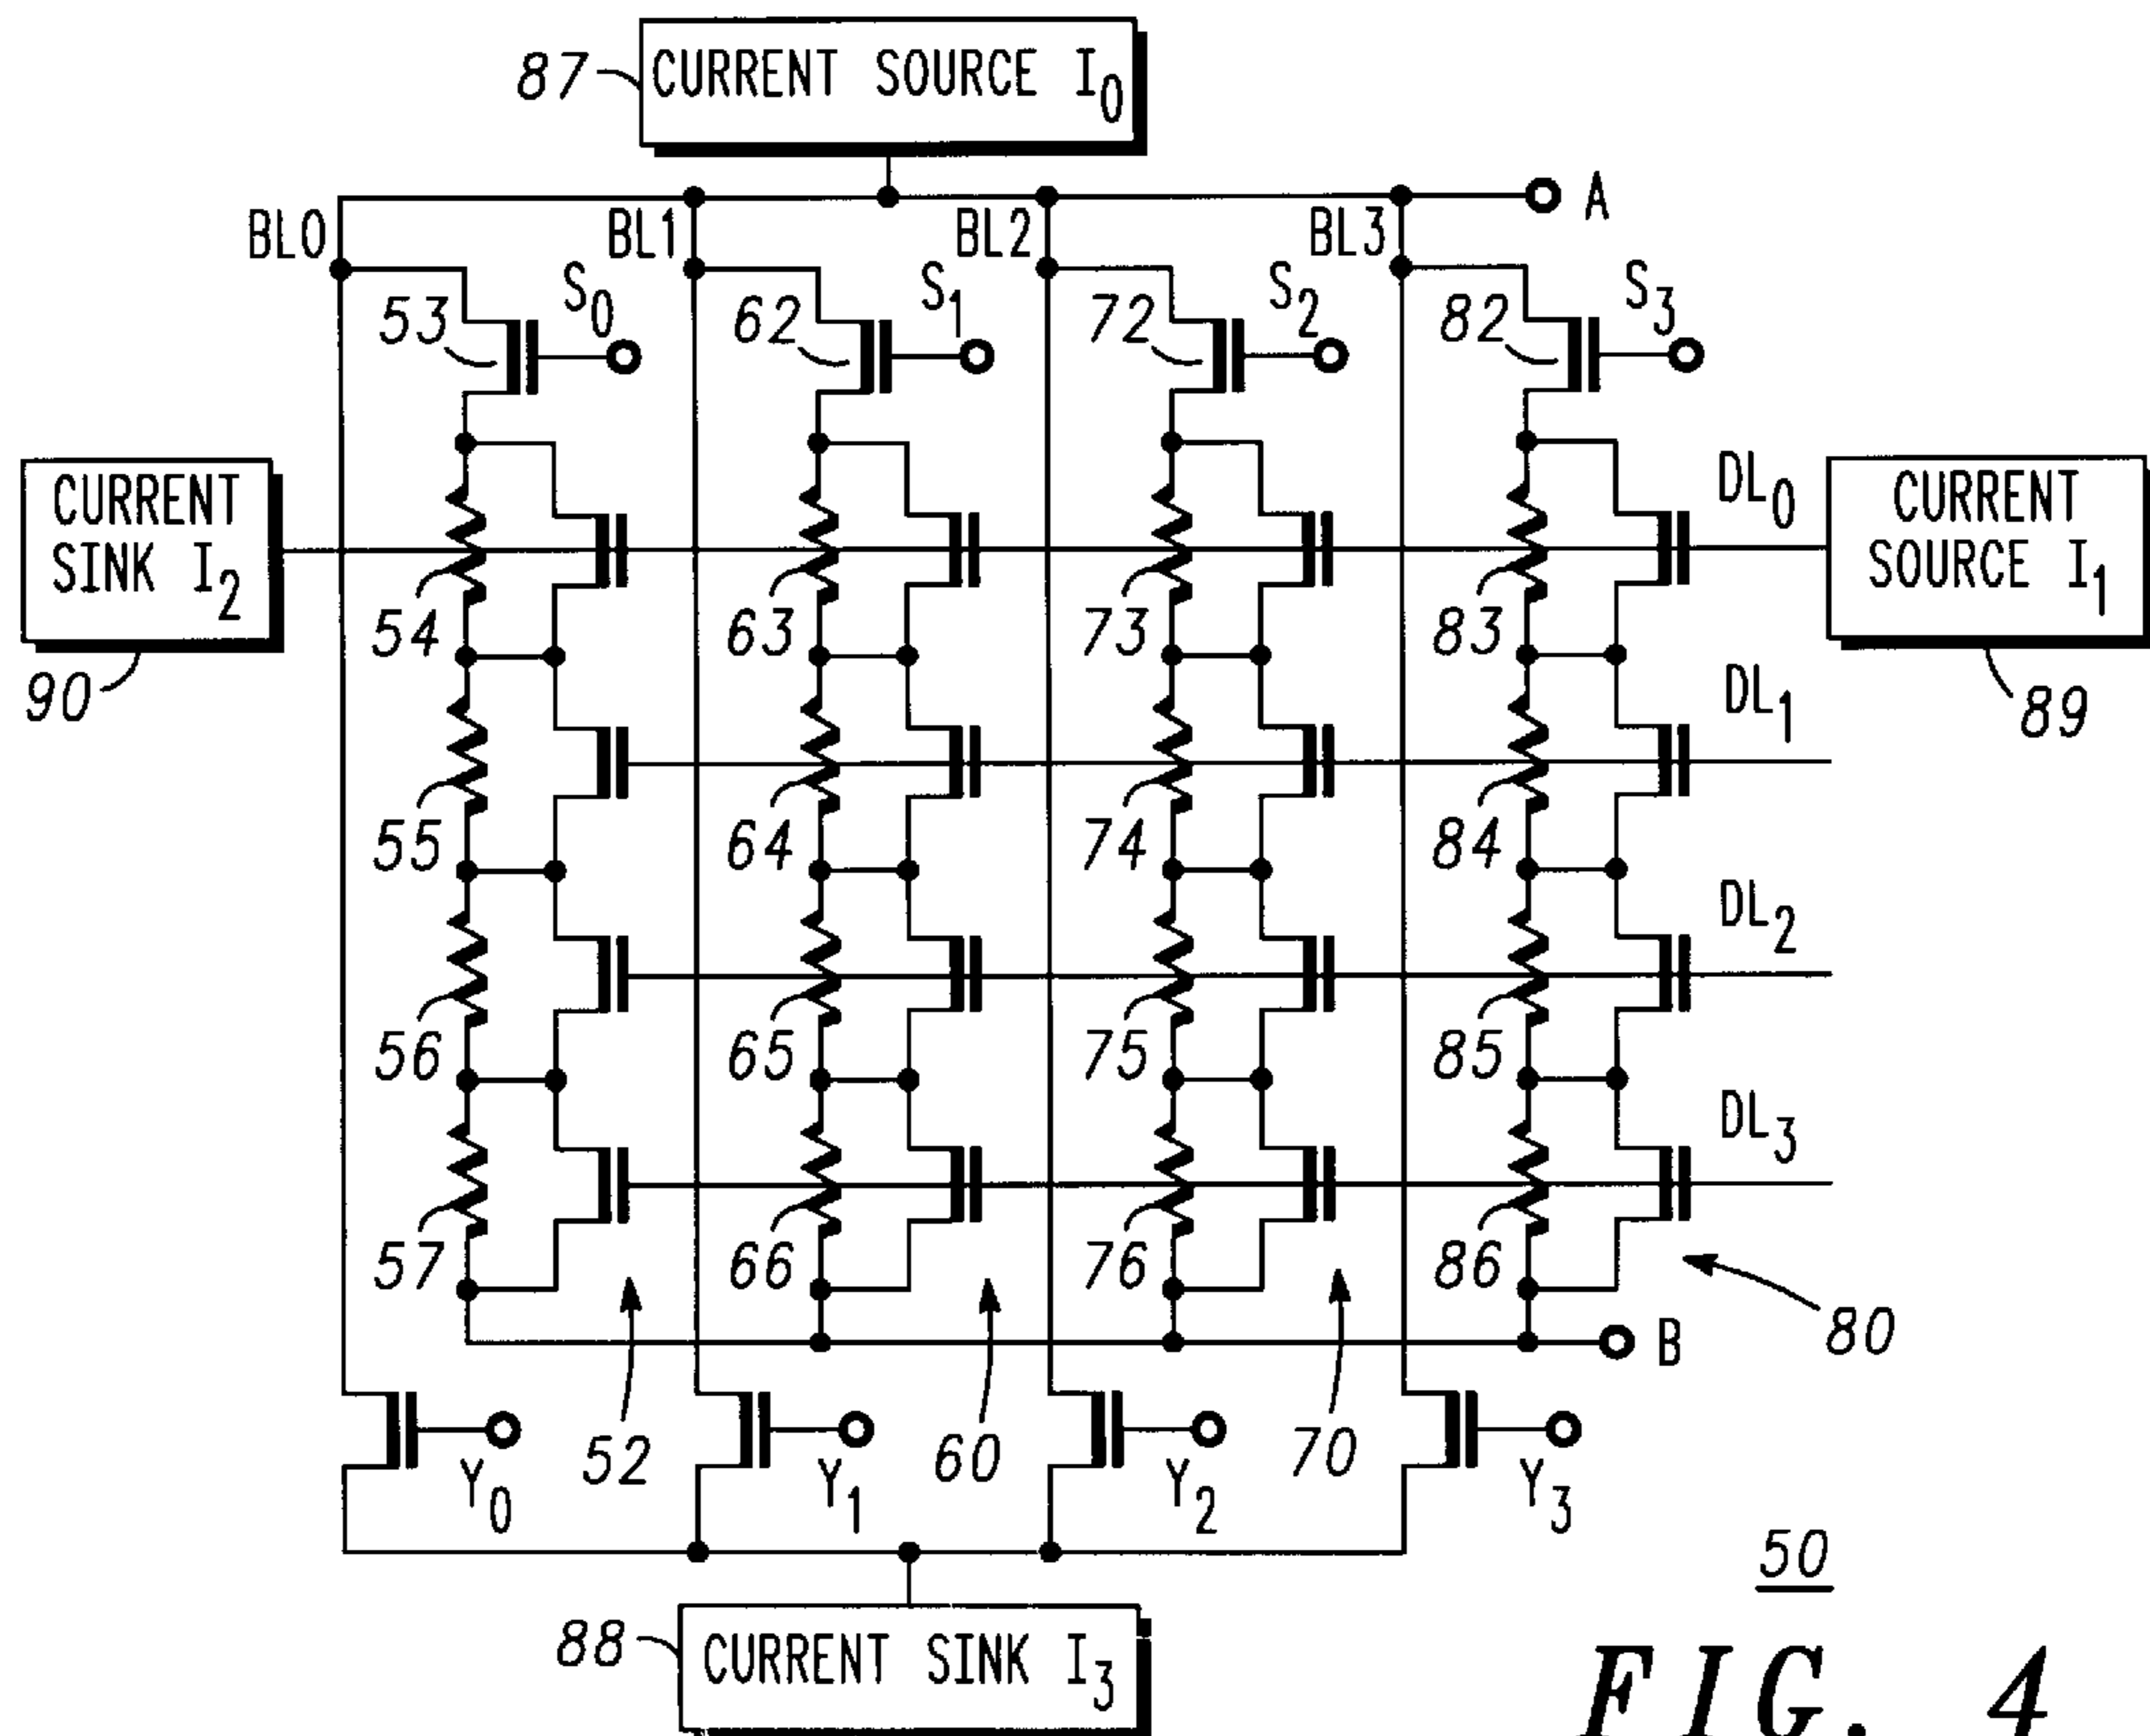 87
CURRENT SOURCE I0
A
BL0
BL1
BL2
BL3
S0
S1
S2
S3
53
62
72
82
CURRENT
SINK I2
DL0
CURRENT
SOURCE I1
54
63
73
83
90
DL1
89
55
64
74
84
DL2
56
65
75
85
DL3
57
66
76
86
80
B
52
60
70
Y0
Y1
Y2
Y3
50
88
CURRENT SINK I3
FIG. 4